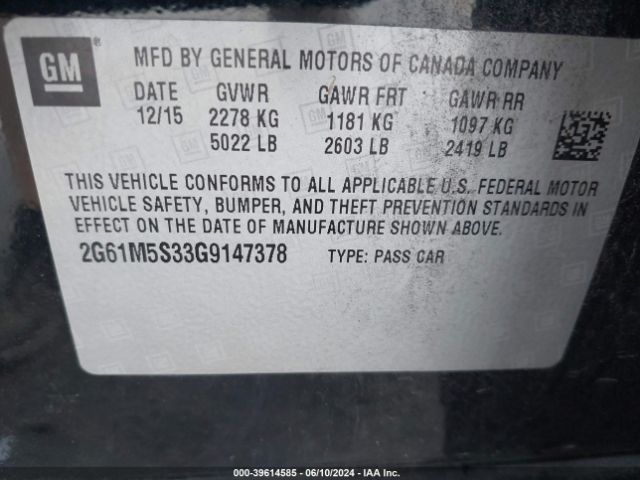 GM ®
MFD BY GENERAL MOTORS OF CANADA COMPANY
DATE GVWR GAWR FRT GAWR RR
12/15 2278 KG 1181 KG 1097 KG
5022 LB 2603 LB 2419 LB
THIS VEHICLE CONFORMS TO ALL APPLICABLE U.S. FEDERAL MOTOR
VEHICLE SAFETY, BUMPER, AND THEFT PREVENTION STANDARDS IN
EFFECT ON THE DATE OF MANUFACTURE SHOWN ABOVE.
2G61M5S33G9147378 TYPE: PASS CAR
000-39614585 - 06/10/2024 - IAA Inc.